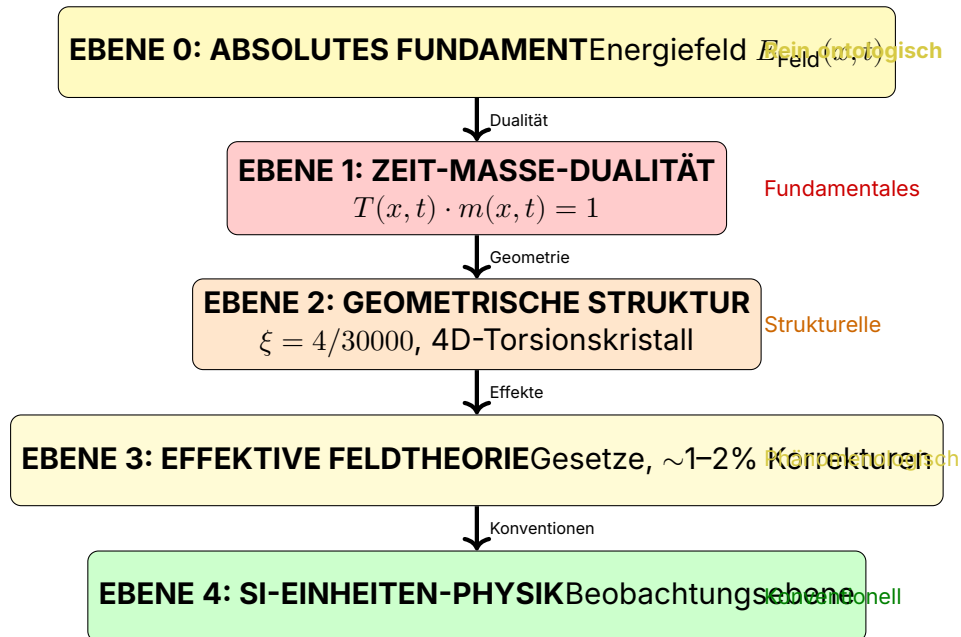 EBENE 0: ABSOLUTES FUNDAMENTEnergiefeld E_Feld(x,t)
Rein ontologisch
Dualität
EBENE 1: ZEIT-MASSE-DUALITÄT
T(x, t) · m(x, t) = 1
Fundamentales
Geometrie
EBENE 2: GEOMETRISCHE STRUKTUR
ξ = 4/30000, 4D-Torsionskristall
Strukturelle
Effekte
EBENE 3: EFFEKTIVE FELDTHEORIEGesetze, ∼1–2% Korrekturen
Phänomenologisch
Konventionen
EBENE 4: SI-EINHEITEN-PHYSIKBeobachtungsebene
Konventionell